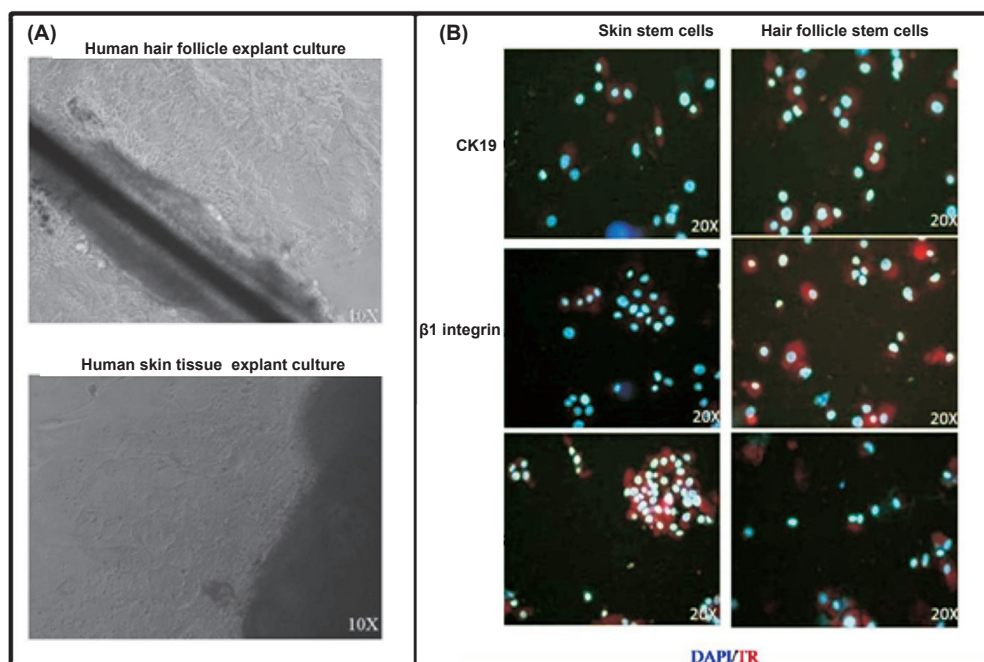 (A)
Human hair follicle explant culture
10X
Human skin tissue explant culture
10X
(B)
Skin stem cells
Hair follicle stem cells
CK19
20X
20X
β1 integrin
20X
20X
20X
20X
DAPI/TR